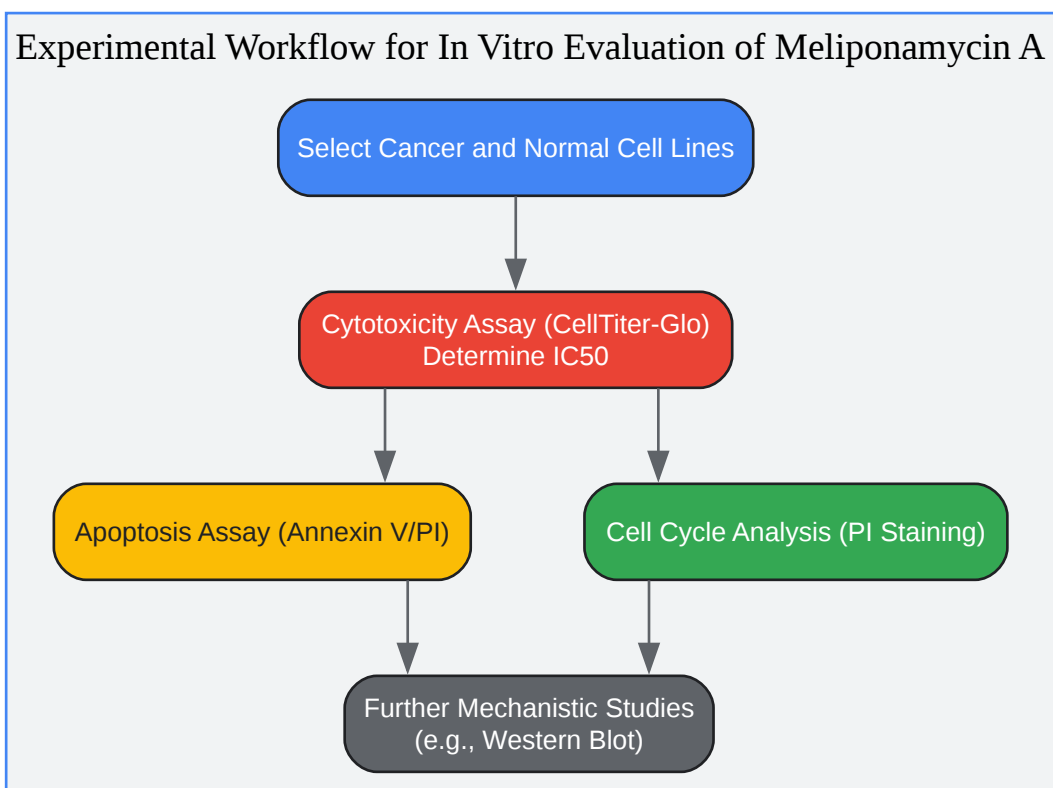 Experimental Workflow for In Vitro Evaluation of Meliponamycin A
Select Cancer and Normal Cell Lines
Cytotoxicity Assay (CellTiter-Glo)
Determine IC50
Apoptosis Assay (Annexin V/PI)
Cell Cycle Analysis (PI Staining)
Further Mechanistic Studies
(e.g., Western Blot)